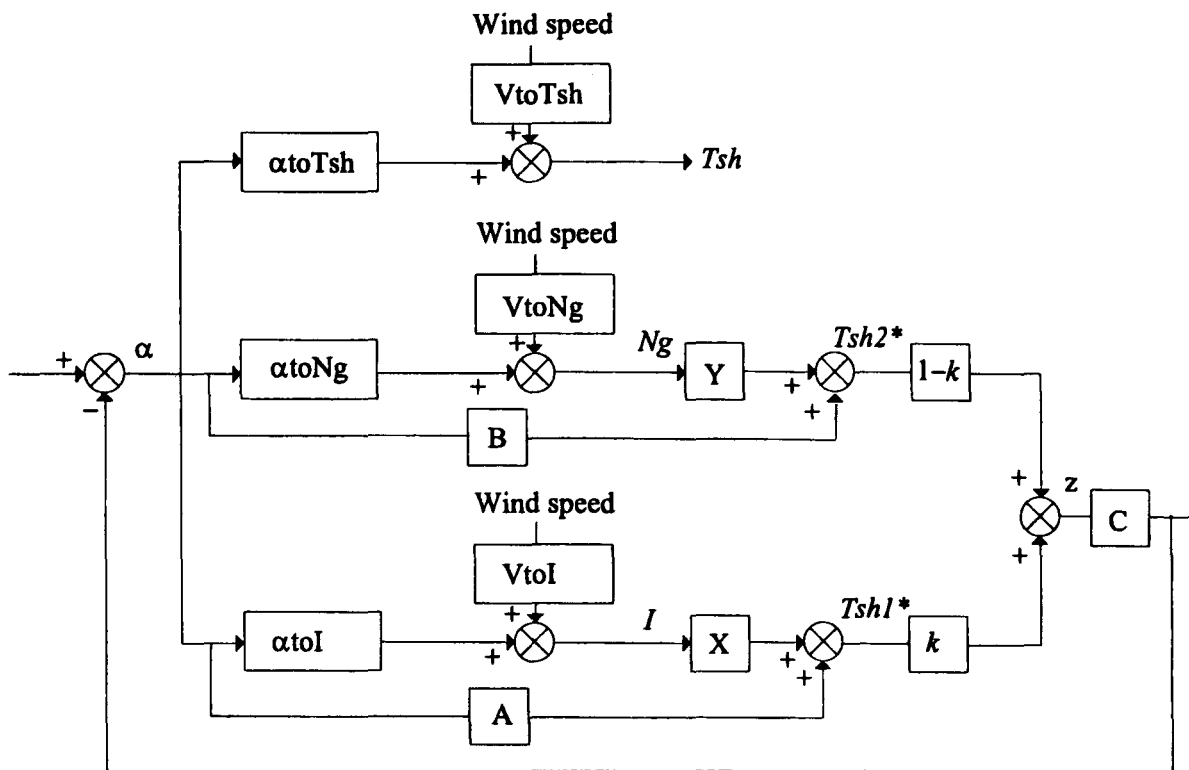 Wind speed
VtoTsh
+
αtoTsh
+
Tsh
Wind speed
VtoNg
+
α
+
−
αtoNg
+
Ng
Y
+
Tsh2*
+
1−k
B
+
z
C
+
Wind speed
VtoI
+
αtoI
+
I
X
+
Tsh1*
+
k
A